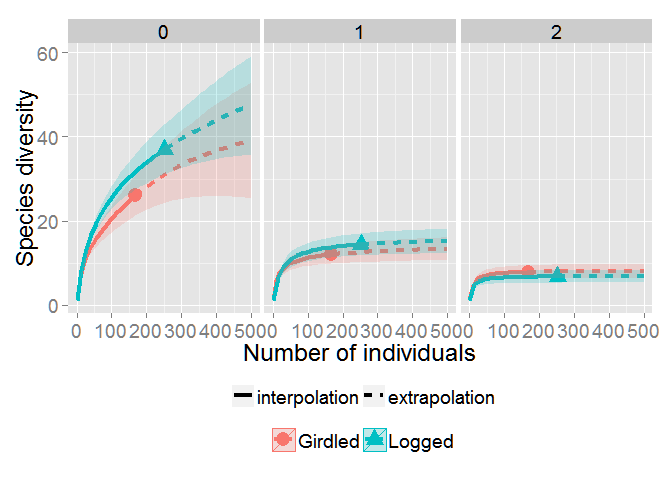 0 1 2
60
40
20
0
Species diversity
0 100 200 300 400 500 0 100 200 300 400 500 0 100 200 300 400 500
Number of individuals
interpolation extrapolation
Girdled Logged